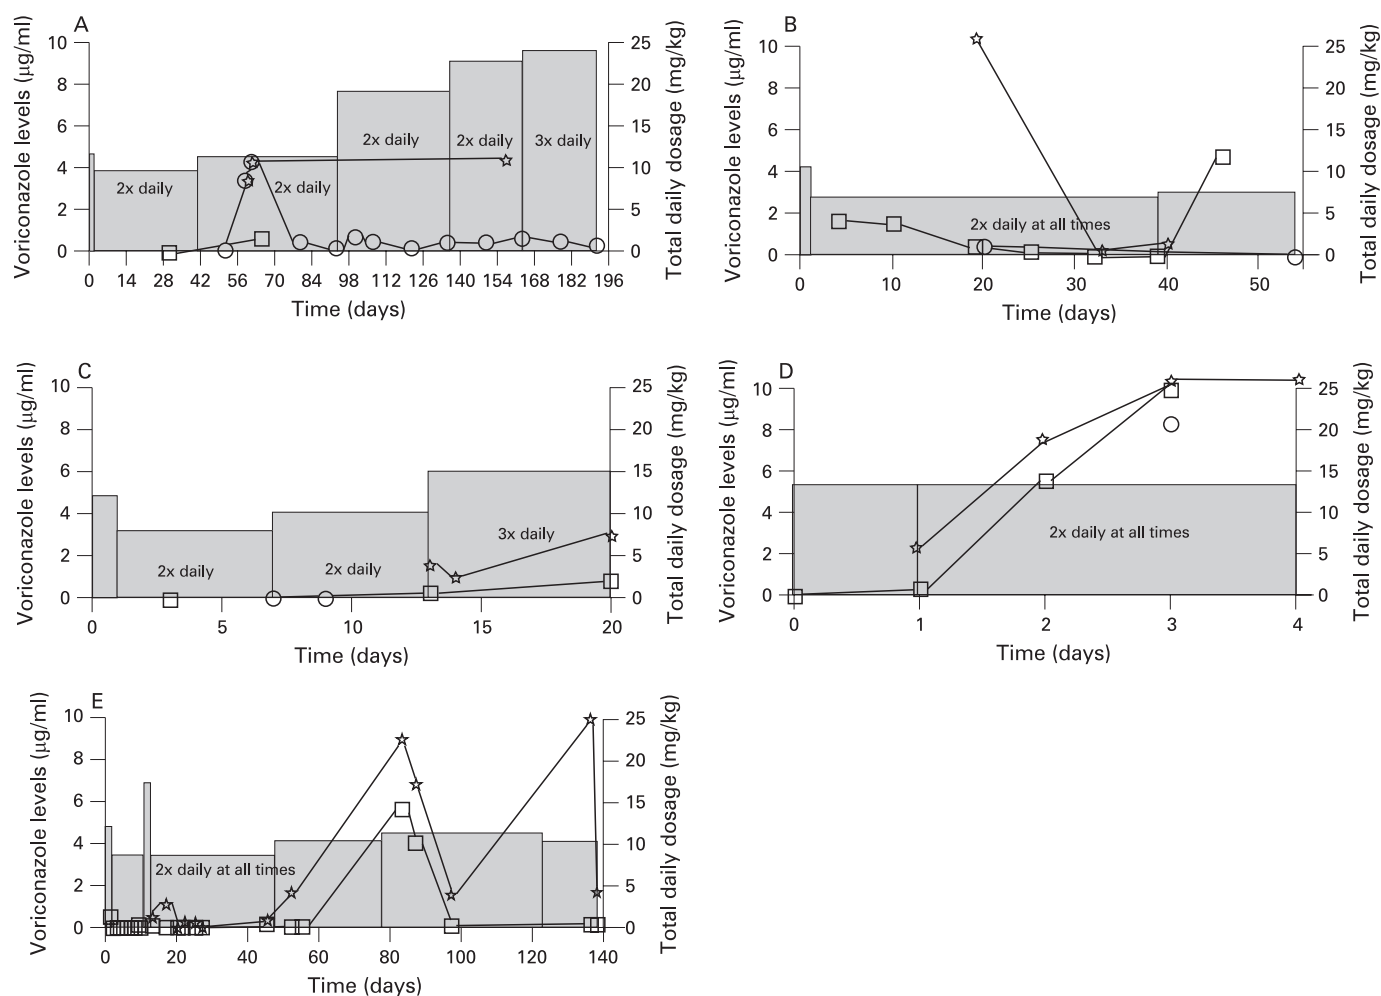 A
Voriconazole levels (µg/ml)
Total daily dosage (mg/kg)
10
8
6
4
2
0
25
20
15
10
5
0
2x daily
2x daily
2x daily
2x daily
3x daily
0 14 28 42 56 70 84 98 112 126 140 154 168 182 196
Time (days)
B
Voriconazole levels (µg/ml)
Total daily dosage (mg/kg)
10
8
6
4
2
0
25
20
15
10
5
0
2x daily at all times
0 10 20 30 40 50
Time (days)
C
Voriconazole levels (µg/ml)
Total daily dosage (mg/kg)
10
8
6
4
2
0
25
20
15
10
5
0
2x daily
2x daily
3x daily
0 5 10 15 20
Time (days)
D
Voriconazole levels (µg/ml)
Total daily dosage (mg/kg)
10
8
6
4
2
0
25
20
15
10
5
0
2x daily at all times
0 1 2 3 4
Time (days)
E
Voriconazole levels (µg/ml)
Total daily dosage (mg/kg)
10
8
6
4
2
0
25
20
15
10
5
0
2x daily at all times
0 20 40 60 80 100 120 140
Time (days)